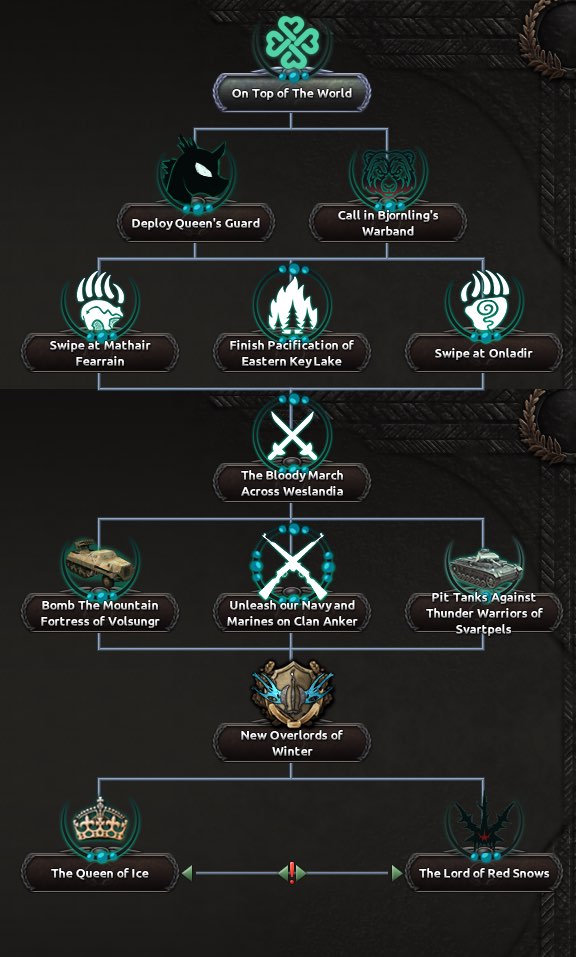 On Top of The World
Deploy Queen's Guard
Call in Bjornling's
Warband
Swipe at Mathair
Fearrain
Finish Pacification of
Eastern Key Lake
Swipe at Onladir
The Bloody March
Across Weslandia
Bomb The Mountain
Fortress of Volsungr
Unleash our Navy and
Marines on Clan Anker
Pit Tanks Against
Thunder Warriors of
Svartpels
New Overlords of
Winter
The Queen of Ice
The Lord of Red Snows